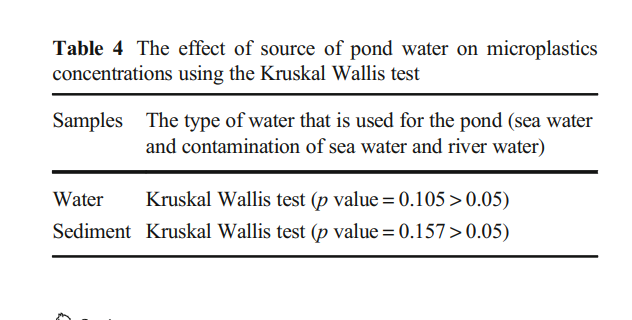 Table 4 The effect of source of pond water on microplastics
concentrations using the Kruskal Wallis test
Samples The type of water that is used for the pond (sea water
and contamination of sea water and river water)
Water Kruskal Wallis test (p value = 0.105 > 0.05)
Sediment Kruskal Wallis test (p value = 0.157 > 0.05)